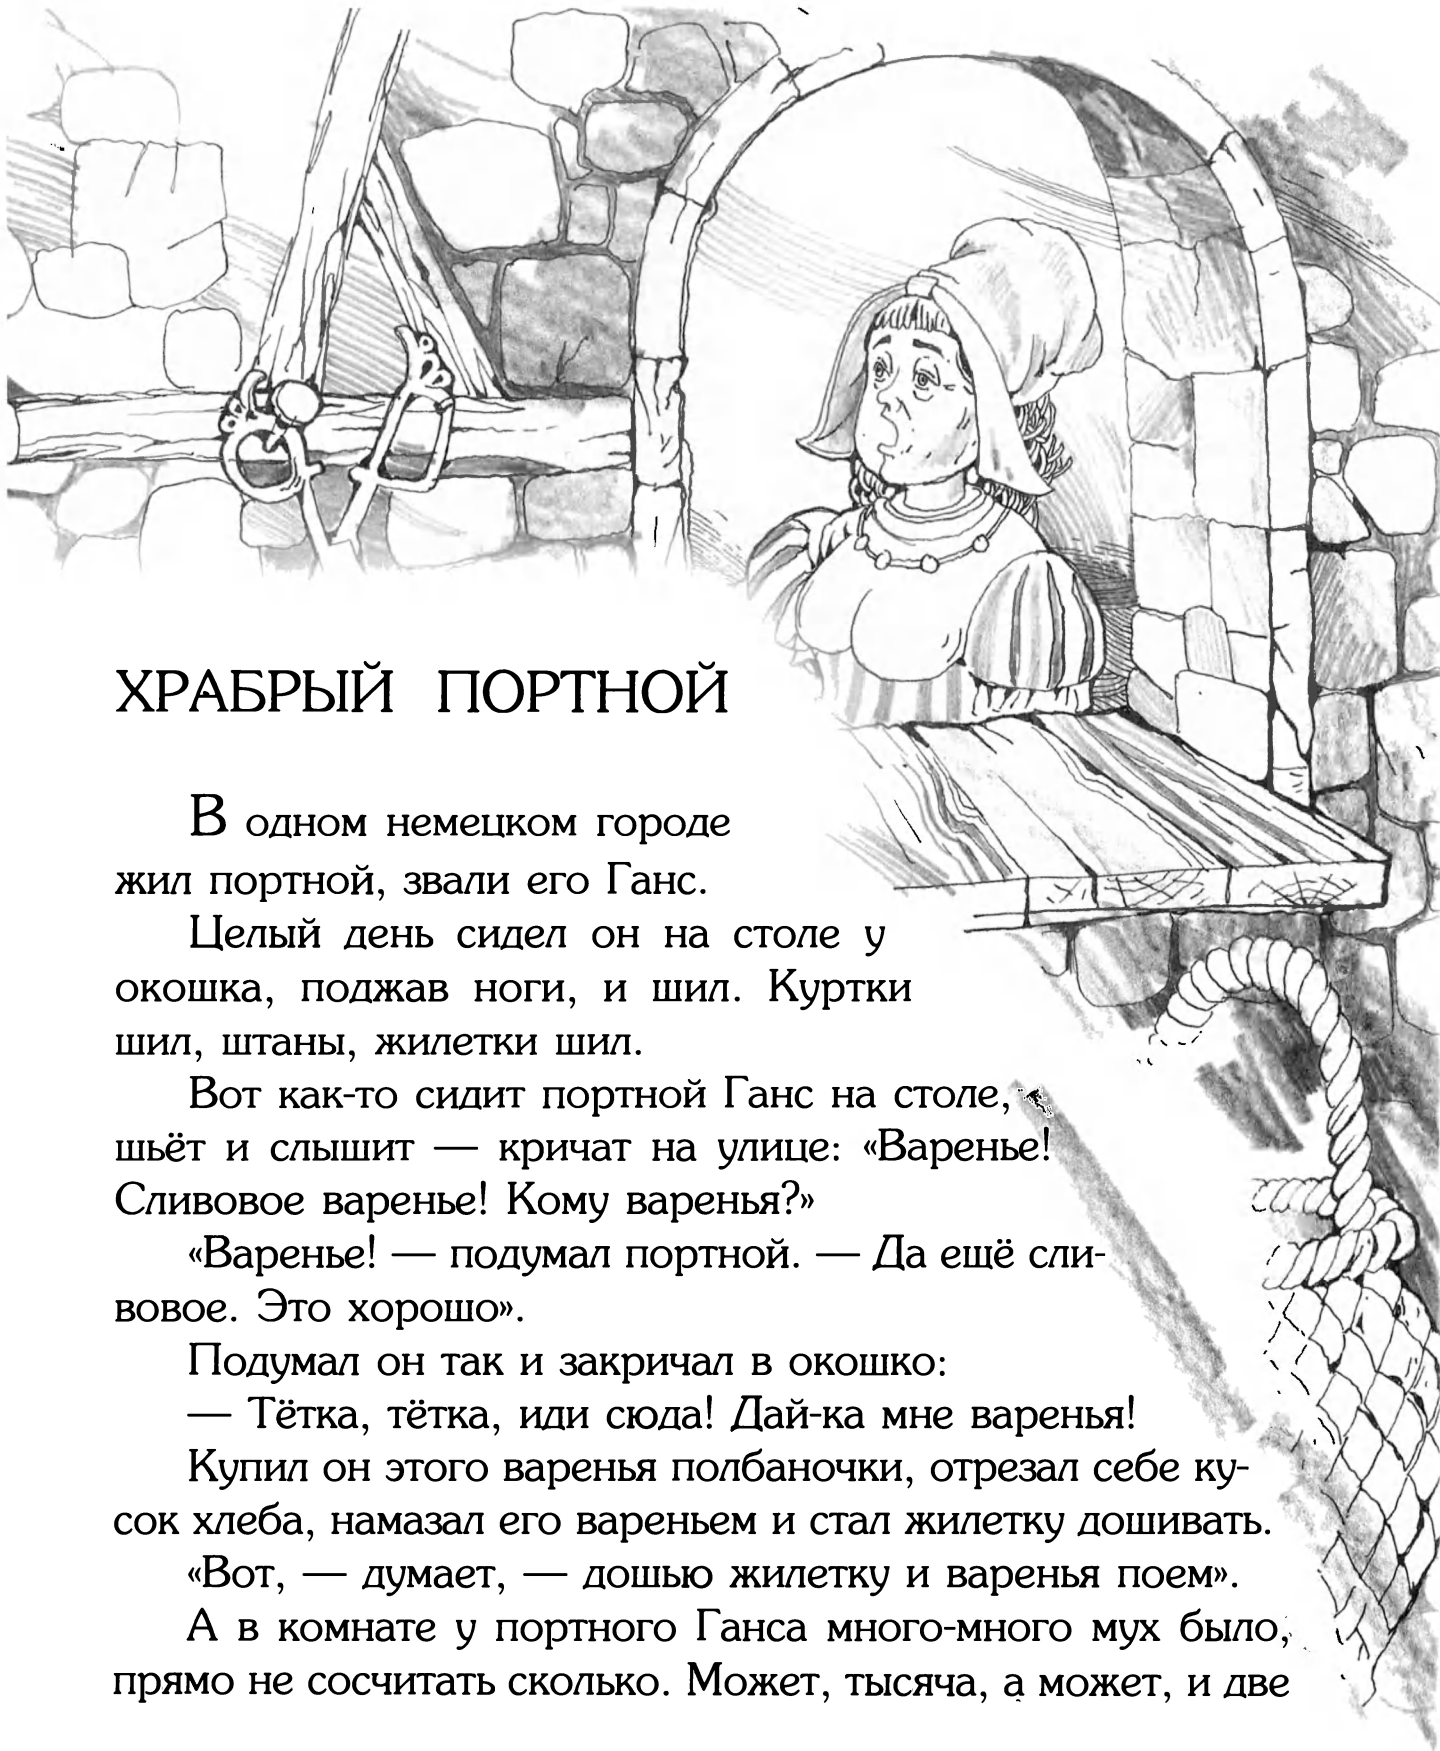 ХРАБРЫЙ ПОРТНОЙ
В одном немецком городе
жил портной, звали его Ганс.
Целый день сидел он на столе у
окошка, поджав ноги, и шил. Куртки
шил, штаны, жилетки шил.
Вот как-то сидит портной Ганс на столе,
шьёт и слышит — кричат на улице: «Варенье!
Сливовое варенье! Кому варенья?»
«Варенье! — подумал портной. — Да ещё сли-
вовое. Это хорошо».
Подумал он так и закричал в окошко:
— Тётка, тётка, иди сюда! Дай-ка мне варенья!
Купил он этого варенья полбаночки, отрезал себе ку-
сок хлеба, намазал его вареньем и стал жилетку дошивать.
«Вот, — думает, — дошью жилетку и варенья поем».
А в комнате у портного Ганса много-много мух было,
прямо не сосчитать сколько. Может, тысяча, а может, и две